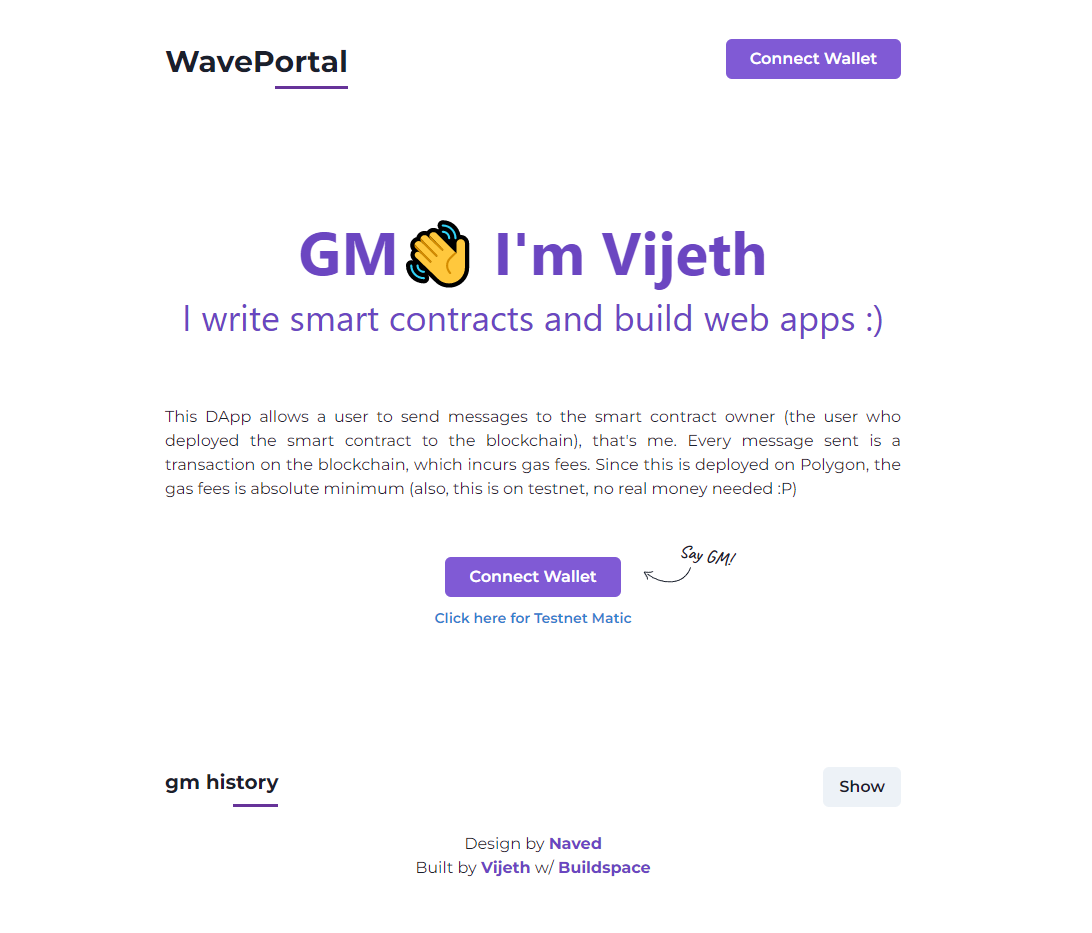 WavePortal
Connect Wallet
GM👋 I'm Vijeth
I write smart contracts and build web apps :)
This DApp allows a user to send messages to the smart contract owner (the user who
deployed the smart contract to the blockchain), that's me. Every message sent is a
transaction on the blockchain, which incurs gas fees. Since this is deployed on Polygon, the
gas fees is absolute minimum (also, this is on testnet, no real money needed :P)
Say GM!
Connect Wallet
Click here for Testnet Matic
gm history
Show
Design by Naved
Built by Vijeth w/ Buildspace